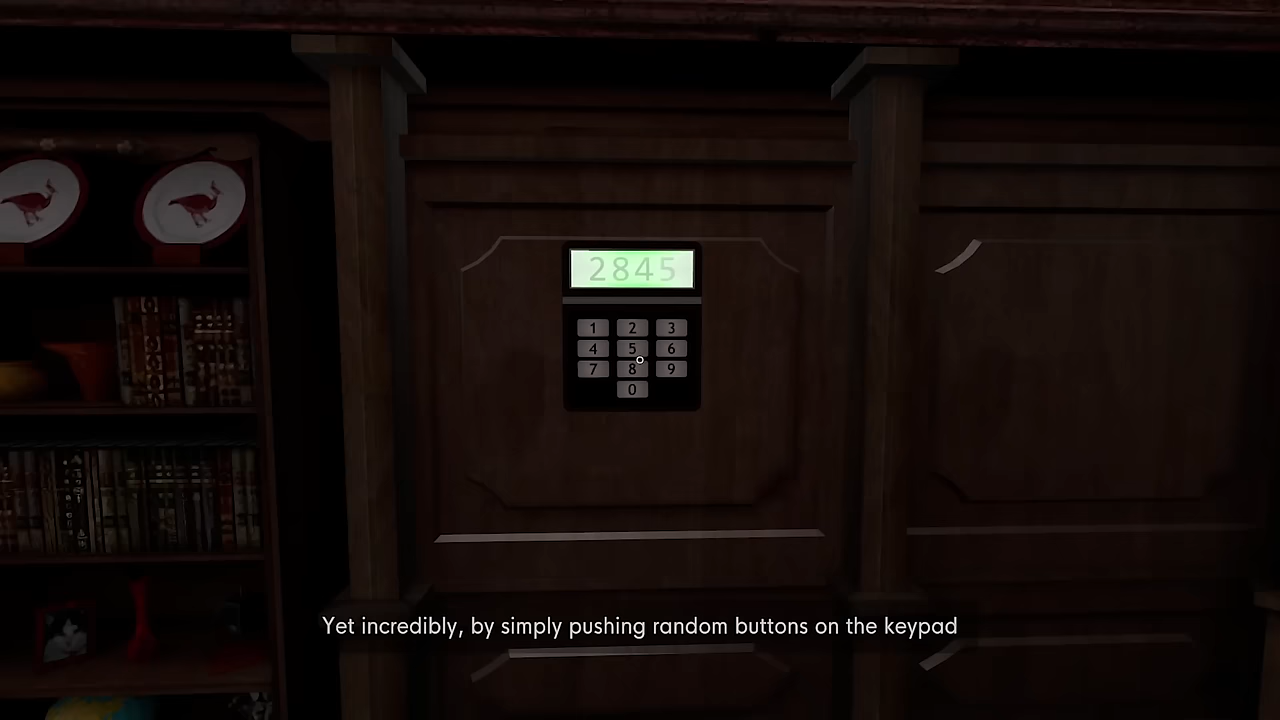 2845
1 2 3
4 5 6
7 8 9
0
Yet incredibly, by simply pushing random buttons on the keypad